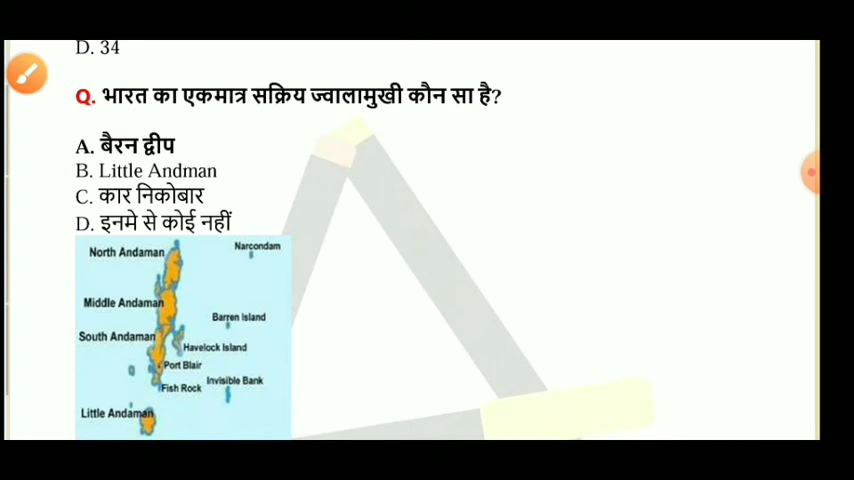 D. 34
Q. भारत का एकमात्र सक्रिय ज्वालामुखी कौन सा है?
A. बैरन द्वीप
B. Little Andman
C. कार निकोबार
D. इनमे से कोई नहीं
North Andaman
Narcondam
Middle Andaman
Barren Island
South Andaman
Havelock Island
Port Blair
Invisible Bank
Fish Rock
Little Andaman